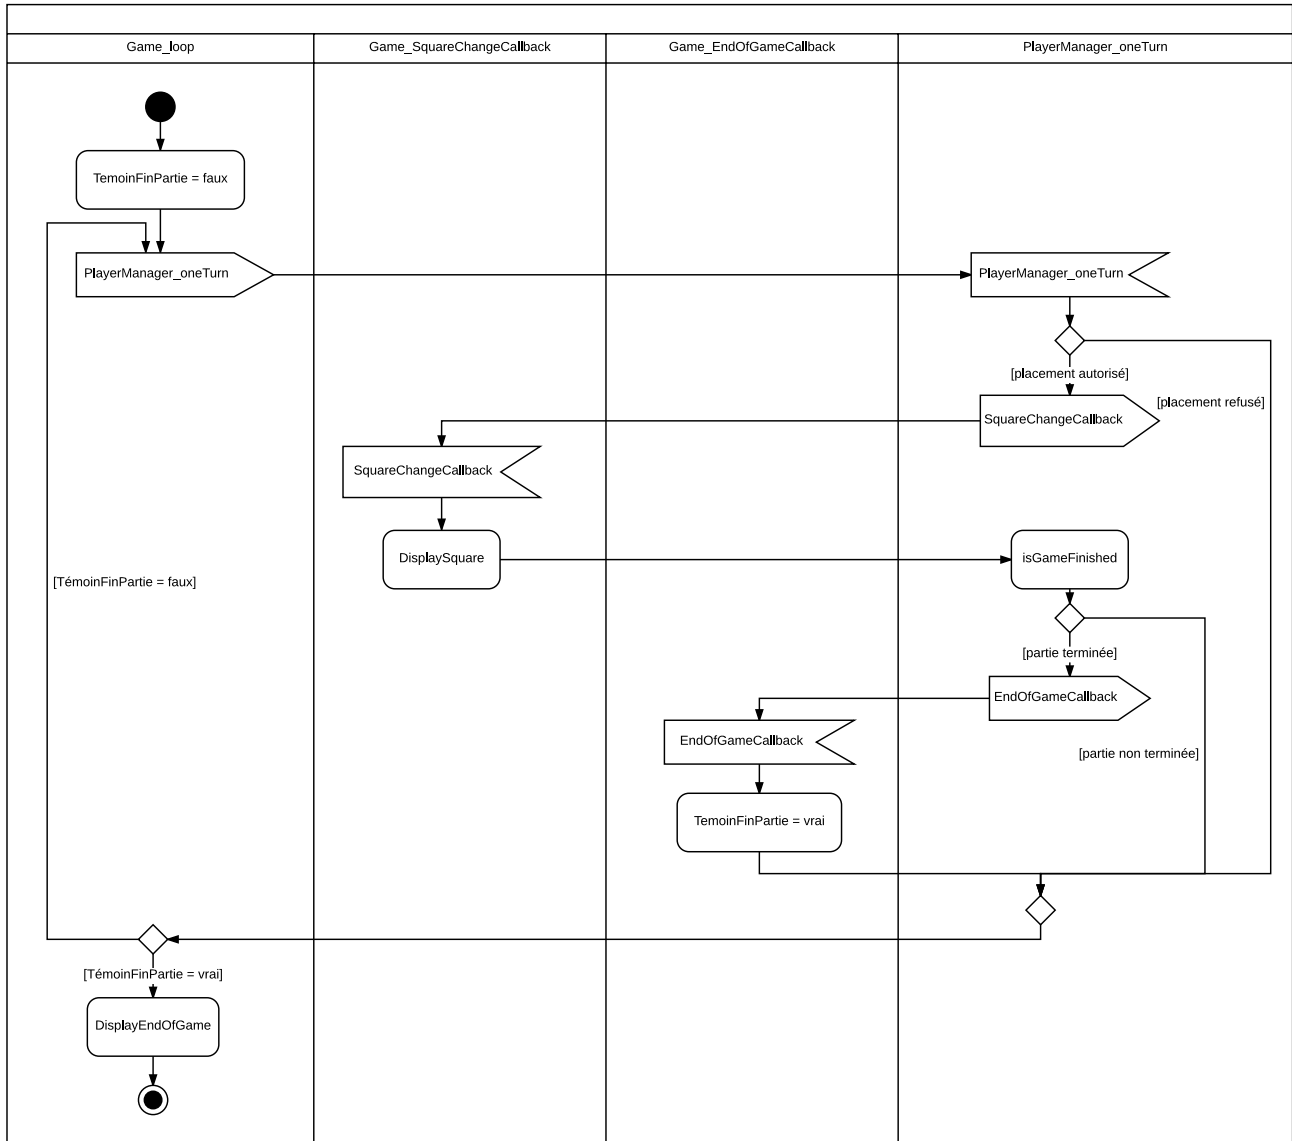 Game_loop
Game_SquareChangeCallback
Game_EndOfGameCallback
PlayerManager_oneTurn
TemoinFinPartie = faux
PlayerManager_oneTurn
PlayerManager_oneTurn
[placement autorisé]
[placement refusé]
SquareChangeCallback
SquareChangeCallback
DisplaySquare
isGameFinished
[TémoinFinPartie = faux]
[partie terminée]
EndOfGameCallback
EndOfGameCallback
[partie non terminée]
TemoinFinPartie = vrai
[TémoinFinPartie = vrai]
DisplayEndOfGame